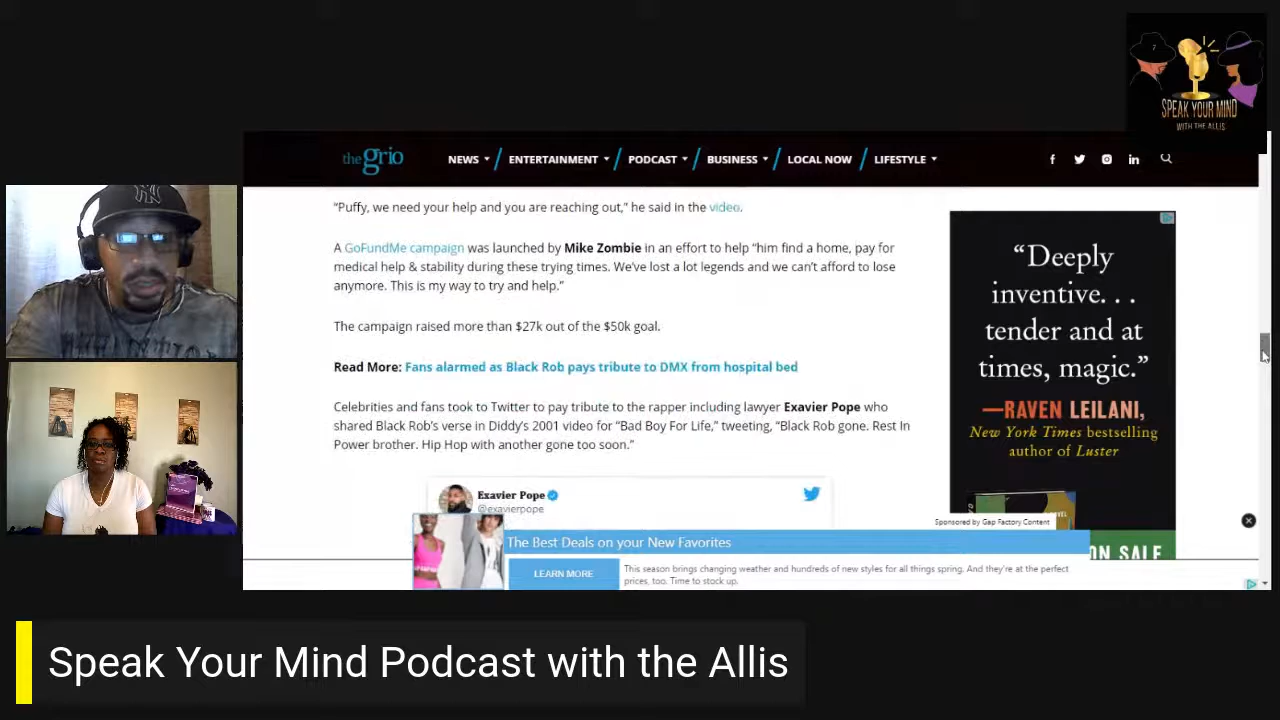 SPEAK YOUR MIND
WITH THE ALLIS
thegrio
NEWS
ENTERTAINMENT
PODCAST
BUSINESS
LOCAL NOW
LIFESTYLE
“Puffy, we need your help and you are reaching out,” he said in the video.
A GoFundMe campaign was launched by Mike Zombie in an effort to help “him find a home, pay for
medical help & stability during these trying times. We’ve lost a lot legends and we can’t afford to lose
anymore. This is my way to try and help.”
The campaign raised more than $27k out of the $50k goal.
Read More: Fans alarmed as Black Rob pays tribute to DMX from hospital bed
Celebrities and fans took to Twitter to pay tribute to the rapper including lawyer Exavier Pope who
shared Black Rob’s verse in Diddy’s 2001 video for “Bad Boy For Life,” tweeting, “Black Rob gone. Rest In
Power brother. Hip Hop with another gone too soon.”
Exavier Pope
@exavierpope
“Deeply
inventive. . .
tender and at
times, magic.”
—RAVEN LEILANI,
New York Times bestselling
author of Luster
ON SALE
Sponsored by Gap Factory Content
The Best Deals on your New Favorites
LEARN MORE
This season brings changing weather and hundreds of new styles for all things spring. And they're at the perfect
prices, too. Time to stock up.
Speak Your Mind Podcast with the Allis